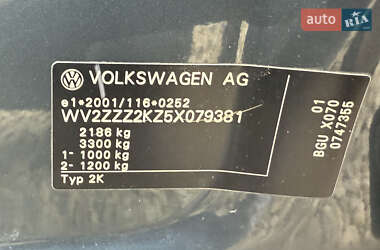 auto RIA
VOLKSWAGEN AG
e1*2001/116*0252
WV2ZZZ2KZ5X079381
2186 kg
3300 kg
1- 1000 kg
2- 1200 kg
Typ 2K
01
BGU X070
0747355